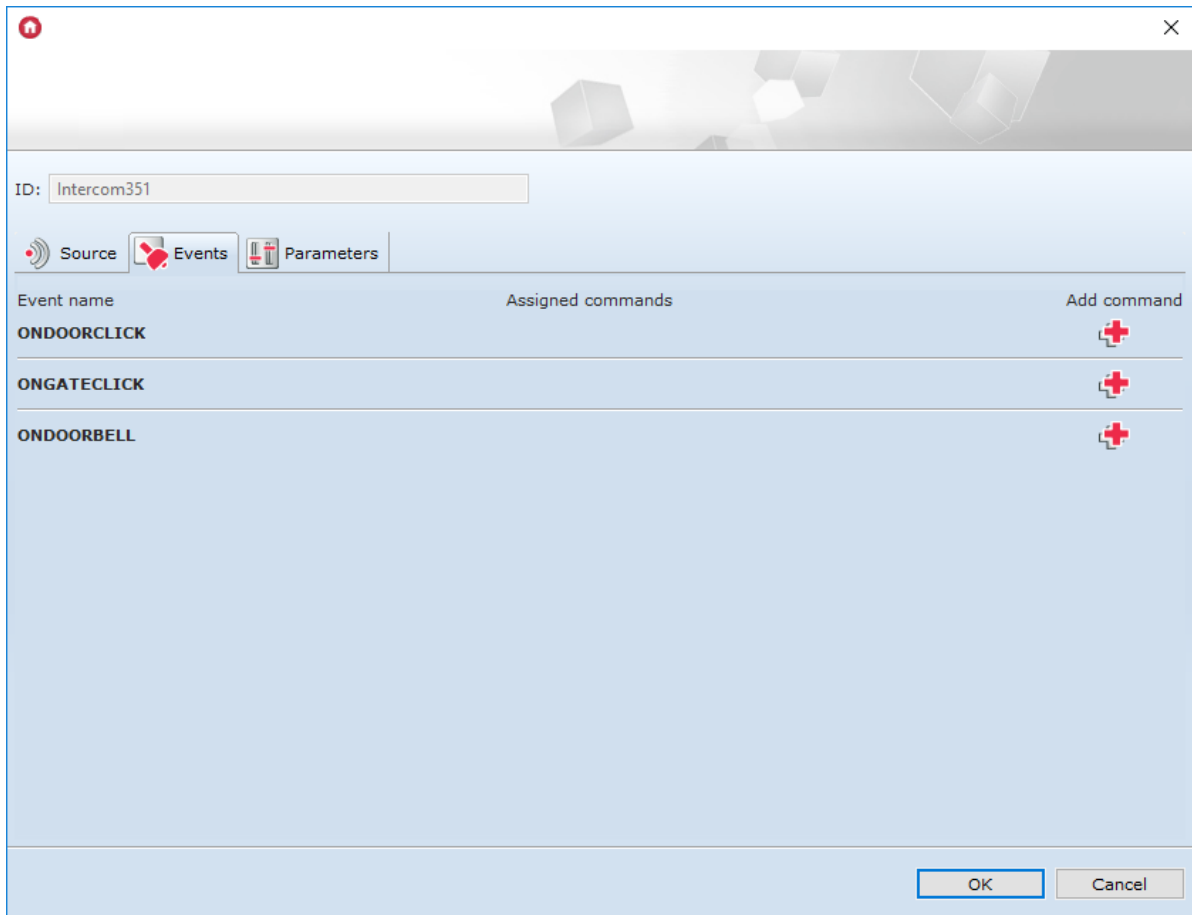 ID: Intercom351
Source Events Parameters
Event name Assigned commands Add command
ONDOORCLICK
ONGATECLICK
ONDOORBELL
OK Cancel